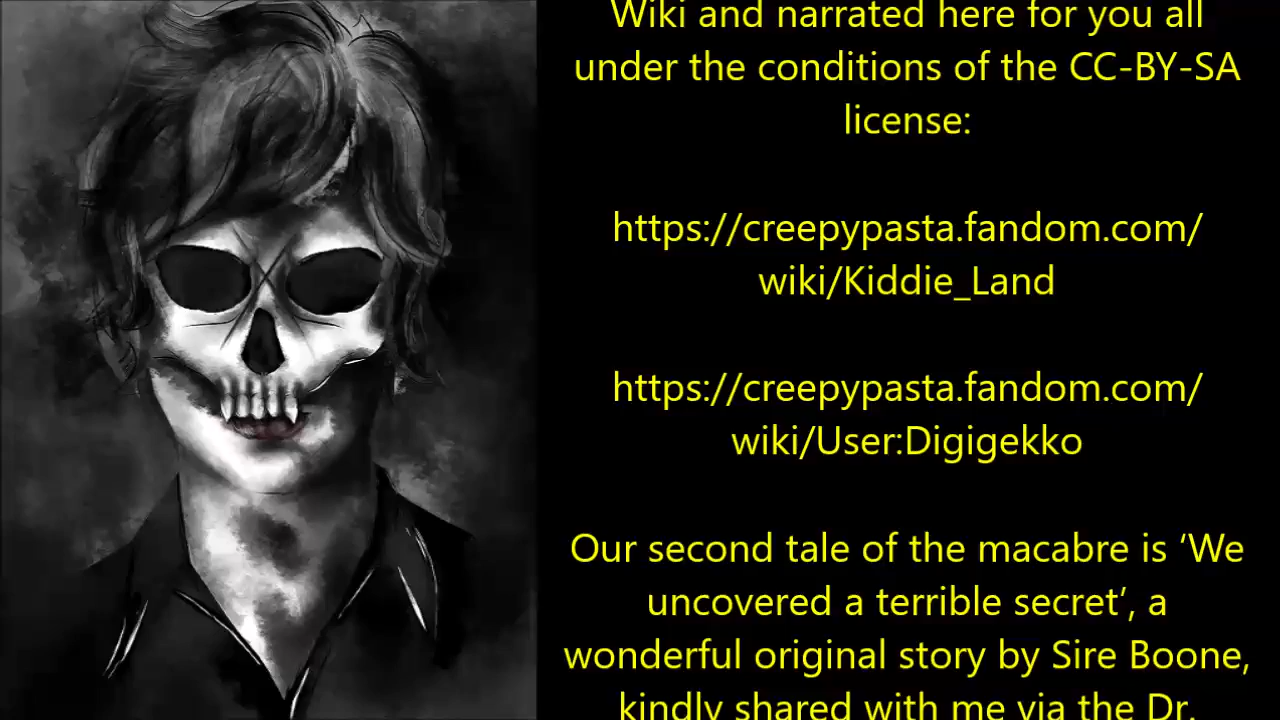 Wiki and narrated here for you all
under the conditions of the CC-BY-SA
license:
https://creepypasta.fandom.com/
wiki/Kiddie_Land
https://creepypasta.fandom.com/
wiki/User:Digigekko
Our second tale of the macabre is ‘We
uncovered a terrible secret’, a
wonderful original story by Sire Boone,
kindly shared with me via the Dr.